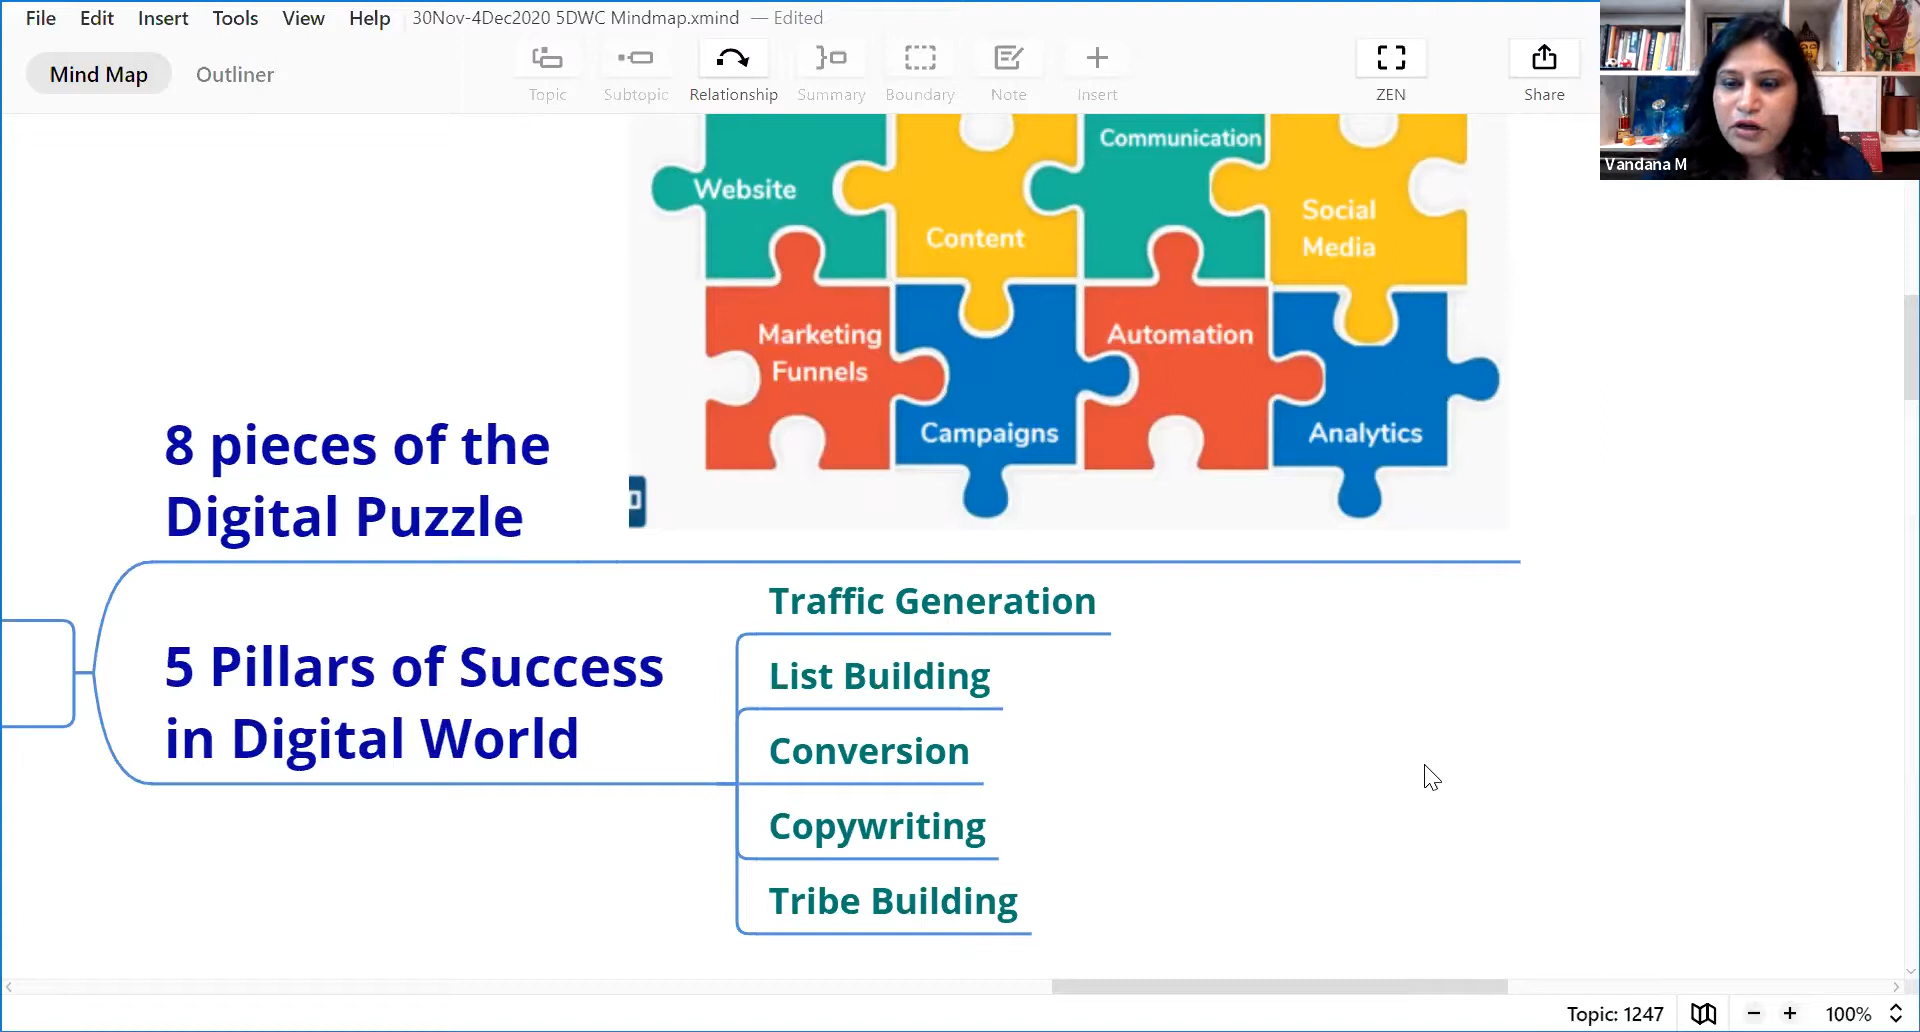 File Edit Insert Tools View Help 30Nov-4Dec2020 5DWC Mindmap.xmind — Edited
Mind Map Outliner
Topic Subtopic Relationship Summary Boundary Note Insert ZEN Share
Vandana M
Communication
Website
Social
Media
Content
Marketing
Funnels
Automation
Campaigns
Analytics
8 pieces of the
Digital Puzzle
5 Pillars of Success
in Digital World
Traffic Generation
List Building
Conversion
Copywriting
Tribe Building
Topic: 1247 100%